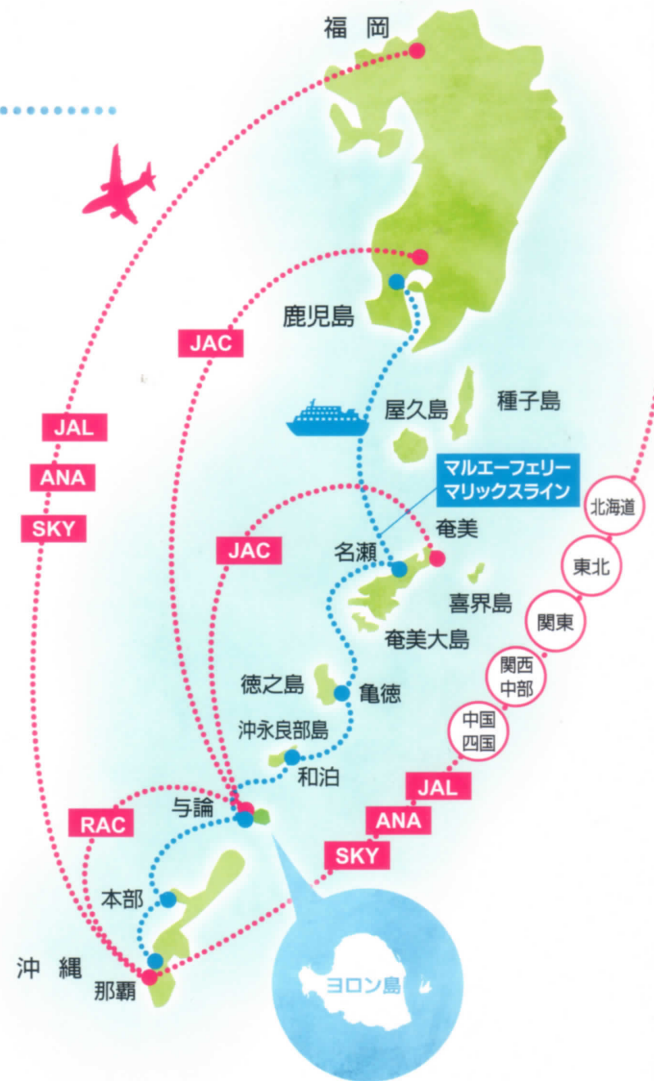 福岡
JAC
鹿児島
JAL
ANA
SKY
屋久島
種子島
マルエーフェリー
マリックスライン
北海道
奄美
JAC
名瀬
東北
喜界島
奄美大島
関東
徳之島
亀徳
関西
中部
沖永良部島
中国
四国
和泊
JAL
与論
ANA
RAC
SKY
本部
沖縄
那覇
ヨロン島